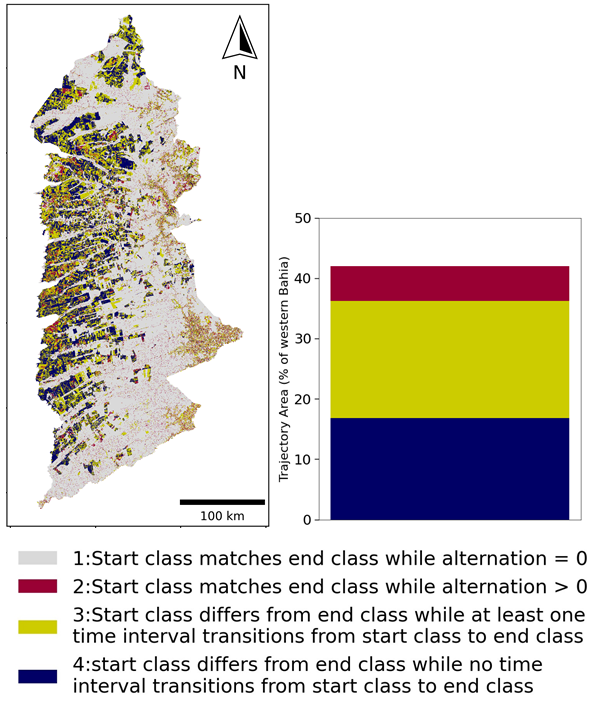 N
100 km
Trajectory Area (% of western Bahia)
50
40
30
20
10
0
1:Start class matches end class while alternation = 0
2:Start class matches end class while alternation > 0
3:Start class differs from end class while at least one
time interval transitions from start class to end class
4:start class differs from end class while no time
interval transitions from start class to end class